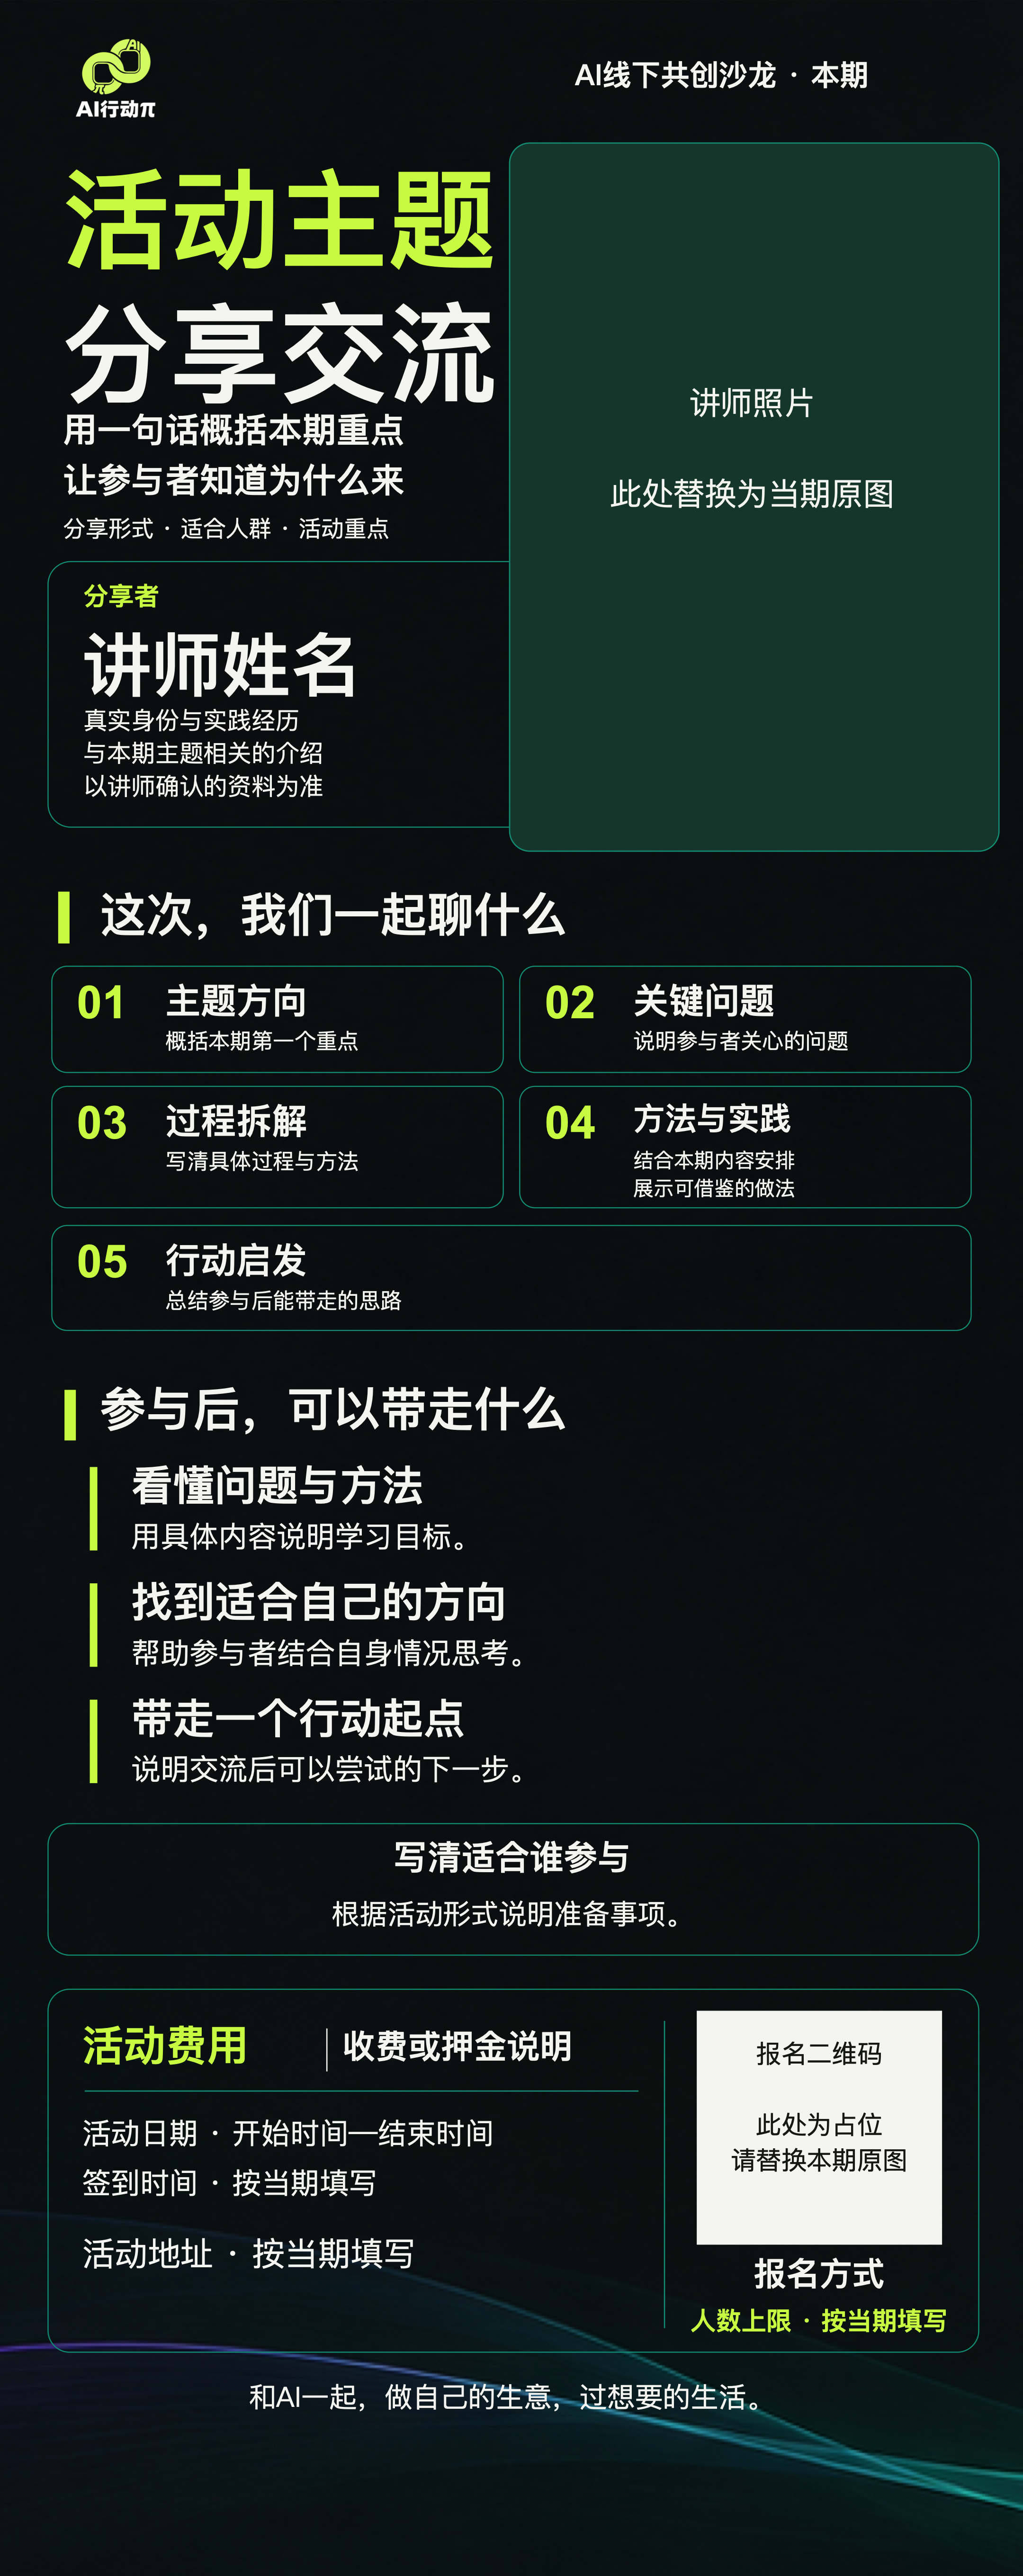 AI
π
AI行动π
AI线下共创沙龙 · 本期
活动主题
分享交流
用一句话概括本期重点
让参与者知道为什么来
分享形式 · 适合人群 · 活动重点
讲师照片
此处替换为当期原图
分享者
讲师姓名
真实身份与实践经历
与本期主题相关的介绍
以讲师确认的资料为准
这次，我们一起聊什么
01 主题方向
概括本期第一个重点
02 关键问题
说明参与者关心的问题
03 过程拆解
写清具体过程与方法
04 方法与实践
结合本期内容安排
展示可借鉴的做法
05 行动启发
总结参与后能带走的思路
参与后，可以带走什么
看懂问题与方法
用具体内容说明学习目标。
找到适合自己的方向
帮助参与者结合自身情况思考。
带走一个行动起点
说明交流后可以尝试的下一步。
写清适合谁参与
根据活动形式说明准备事项。
活动费用 收费或押金说明
活动日期 · 开始时间—结束时间
签到时间 · 按当期填写
活动地址 · 按当期填写
报名二维码
此处为占位
请替换本期原图
报名方式
人数上限 · 按当期填写
和AI一起，做自己的生意，过想要的生活。